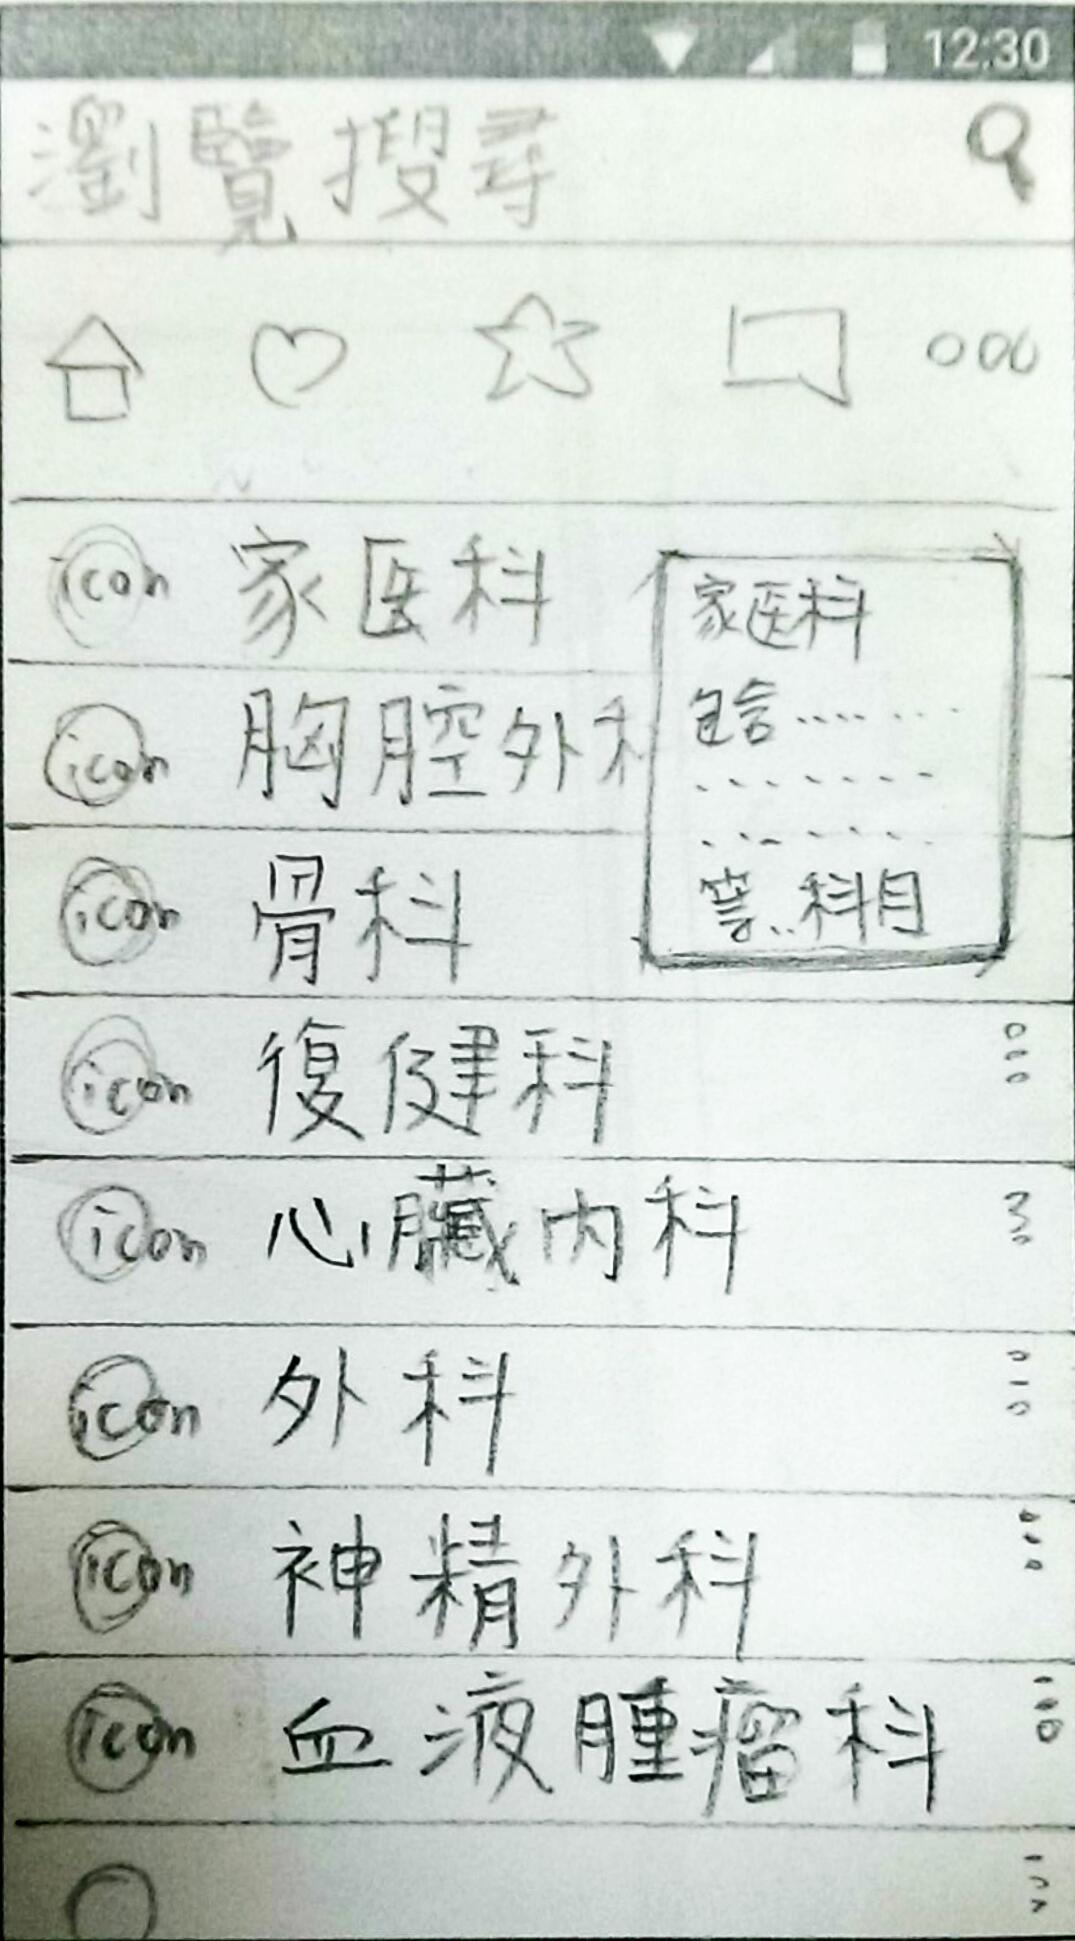 12:30
瀏覽搜尋
icon 家医科
家医科
包含.... ...
. . . . . . .
. . . . . . .
等..科目
icon 胸腔外科
icon 骨科
icon 復健科
icon 心臟內科
icon 外科
icon 神精外科
icon 血液腫瘤科